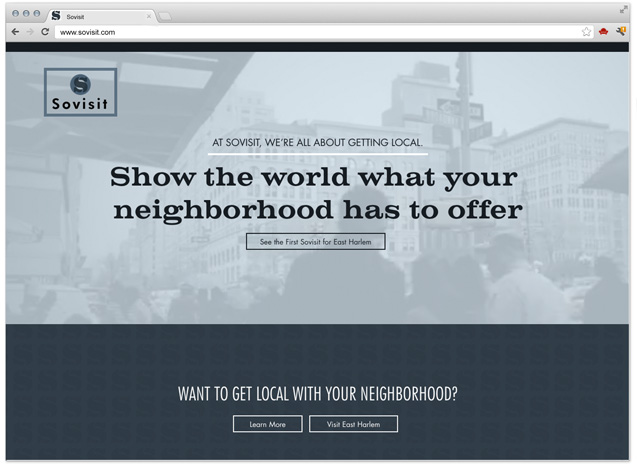 Sovisit
www.sovisit.com
S
Sovisit
AT SOVISIT, WE'RE ALL ABOUT GETTING LOCAL.
Show the world what your
neighborhood has to offer
See the First Sovisit for East Harlem
WANT TO GET LOCAL WITH YOUR NEIGHBORHOOD?
Learn More
Visit East Harlem